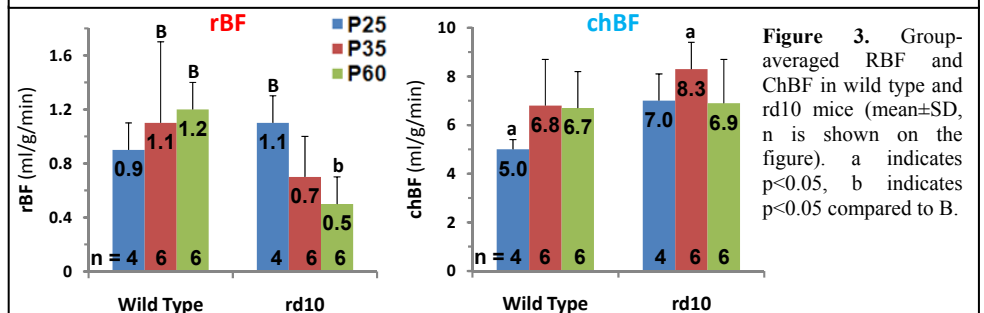 rBF
rBF (ml/g/min)
1.6
1.2
0.8
0.4
0
P25
P35
P60
B
B
B
b
0.9
1.1
1.2
1.1
0.7
0.5
n = 4 6 6 4 6 6
Wild Type rd10
chBF
chBF (ml/g/min)
10
8
6
4
2
0
a
a
5.0
6.8
6.7
7.0
8.3
6.9
n = 4 6 6 4 6 6
Wild Type rd10
Figure 3. Group-
averaged RBF and
ChBF in wild type and
rd10 mice (mean±SD,
n is shown on the
figure). a indicates
p<0.05, b indicates
p<0.05 compared to B.